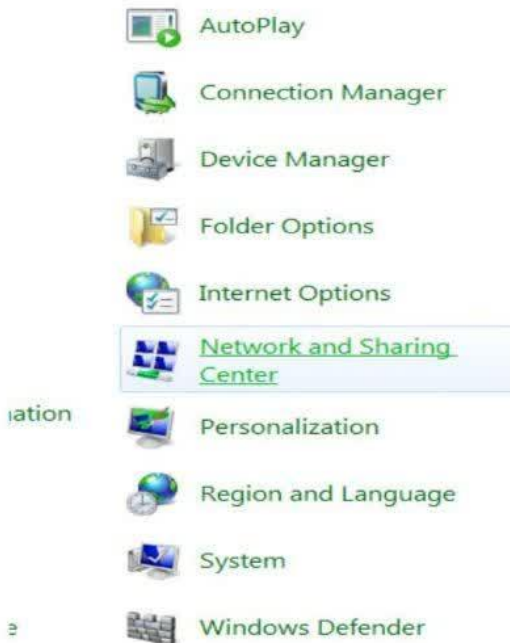 AutoPlay
Connection Manager
Device Manager
Folder Options
Internet Options
Network and Sharing
Center
ation
Personalization
Region and Language
System
e
Windows Defender